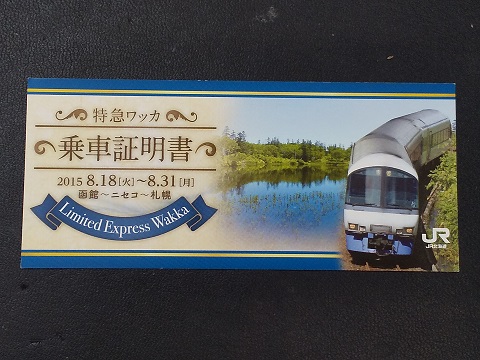 特急ワッカ
乗車証明書
2015 8.18[火]～8.31[月]
函館～ニセコ～札幌
Limited Express Wakka
JR
JR北海道